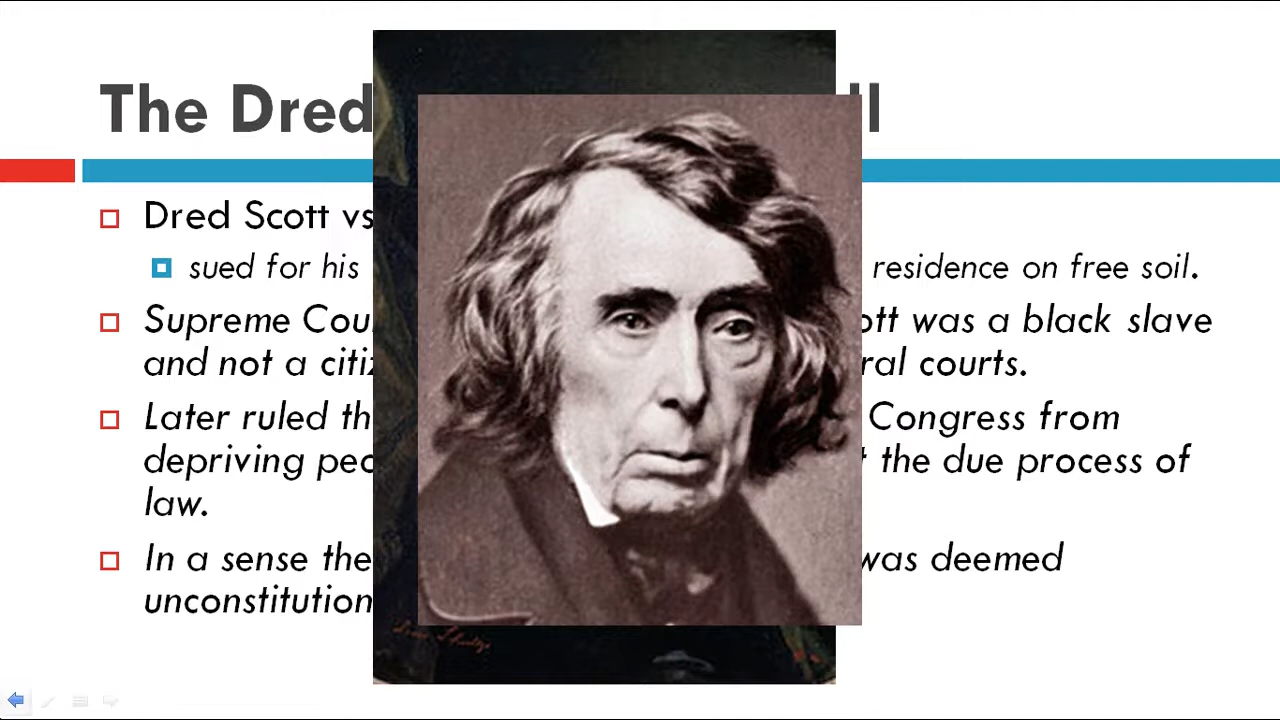 The Dred ll
Dred Scott vs
sued for his residence on free soil.
Supreme Cou ott was a black slave
and not a citiz ral courts.
Later ruled th Congress from
depriving peo t the due process of
law.
In a sense the was deemed
unconstitution